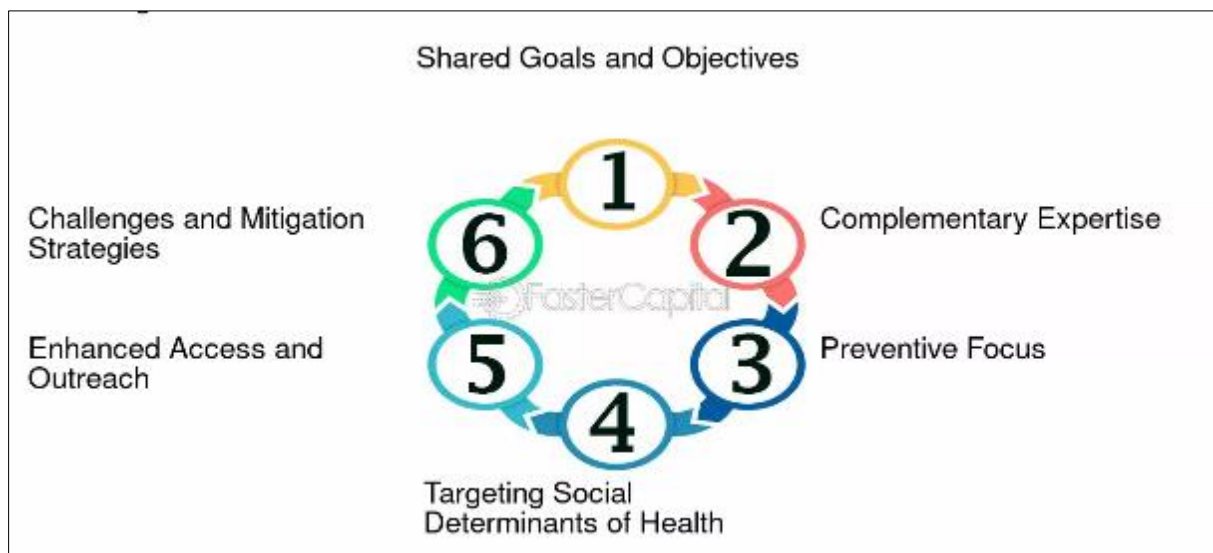 Shared Goals and Objectives
1
6
2
Challenges and Mitigation
Strategies
Complementary Expertise
FasterCapital
5
3
Enhanced Access and
Outreach
Preventive Focus
4
Targeting Social
Determinants of Health